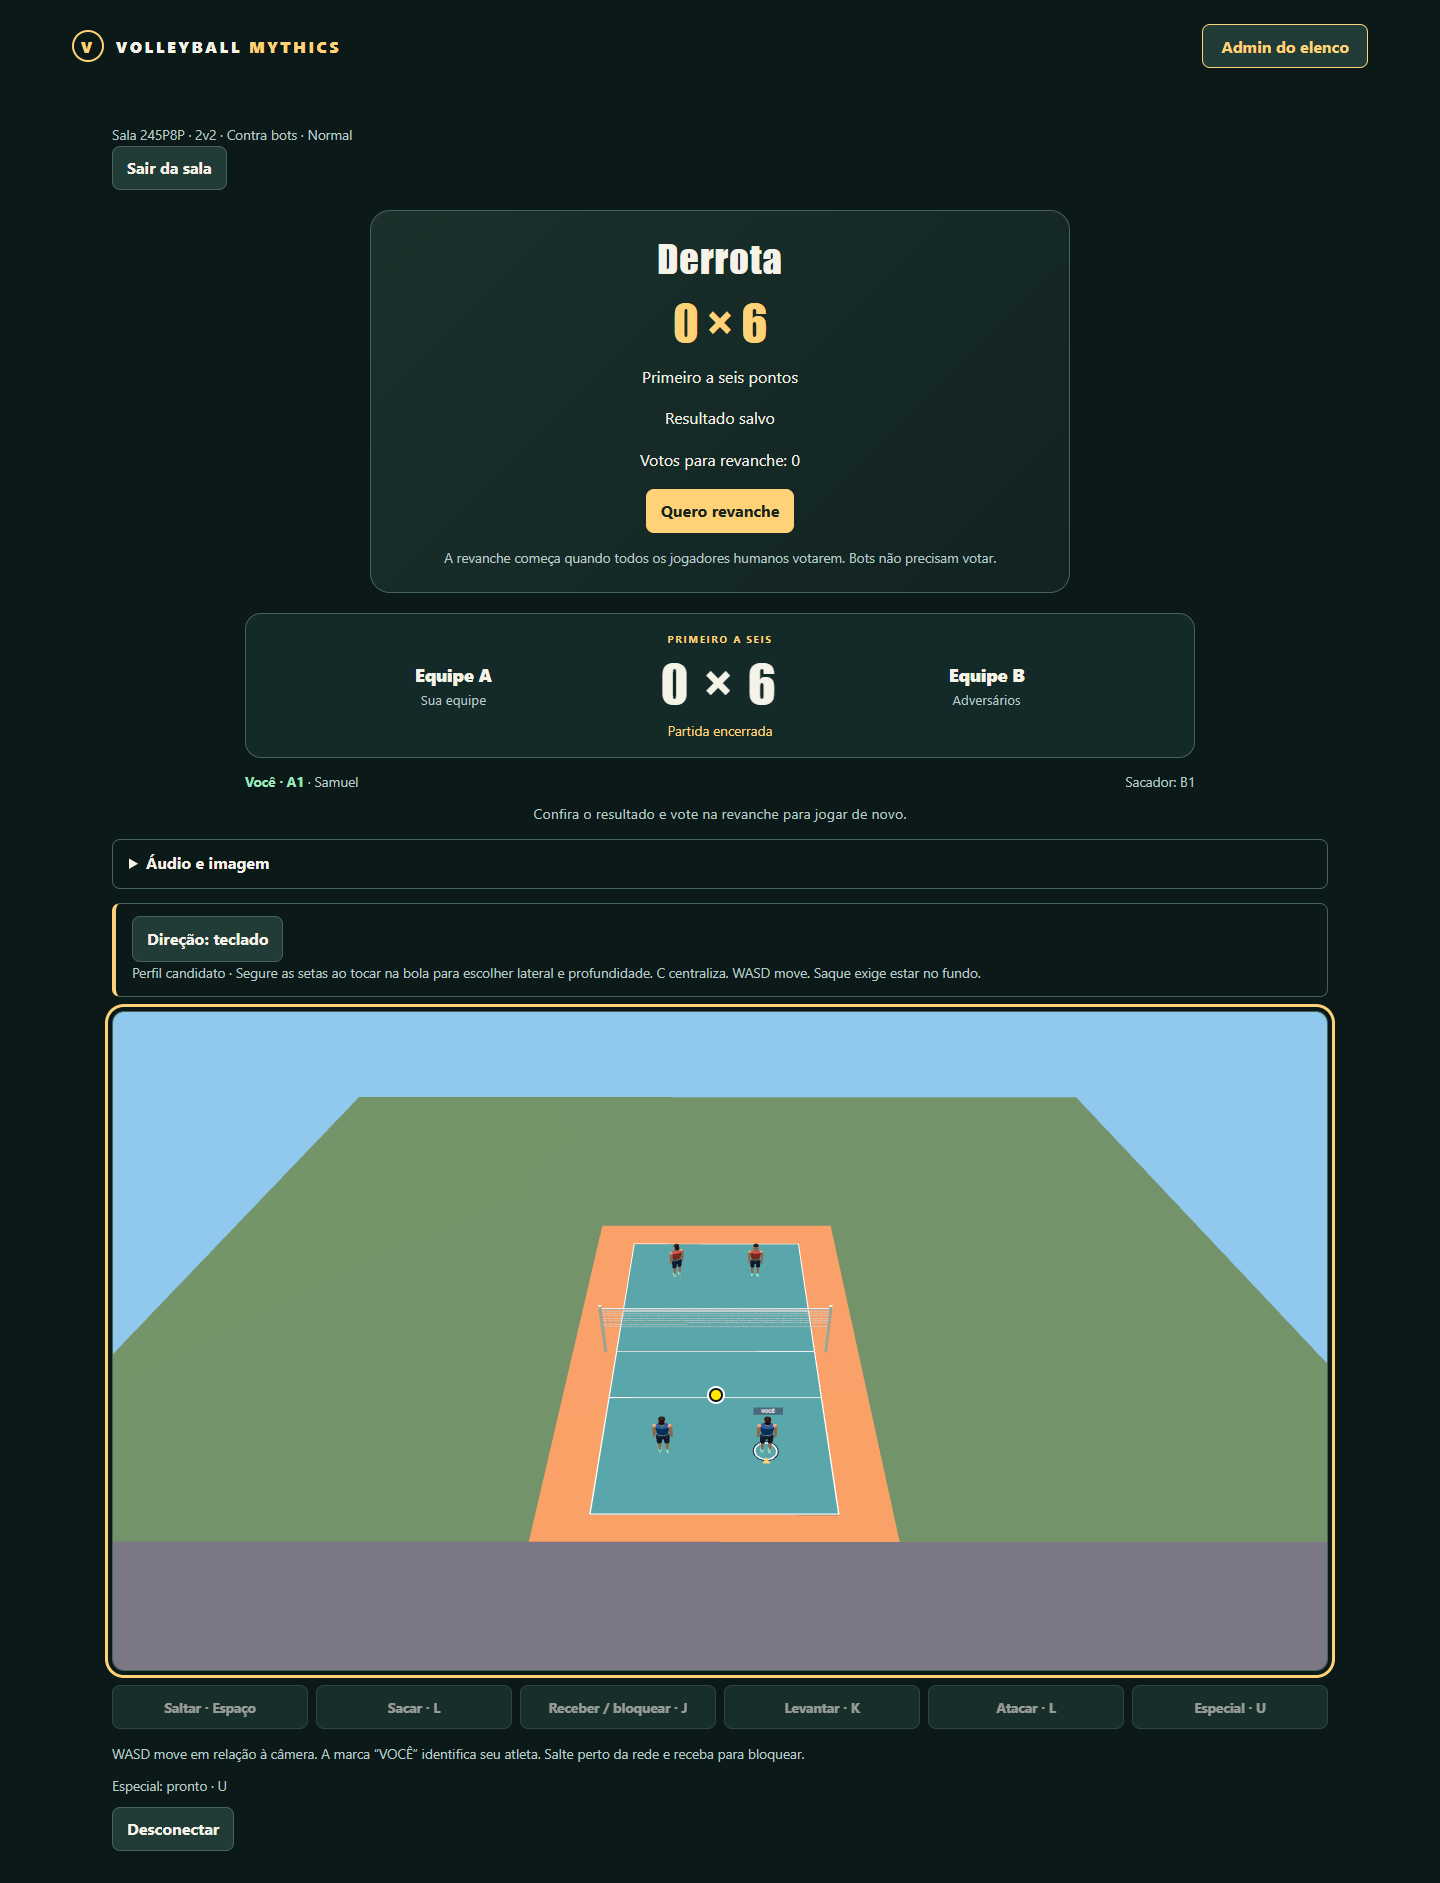 V VOLLEYBALL MYTHICS
Admin do elenco
Sala 245P8P · 2v2 · Contra bots · Normal
Sair da sala
Derrota
0 × 6
Primeiro a seis pontos
Resultado salvo
Votos para revanche: 0
Quero revanche
A revanche começa quando todos os jogadores humanos votarem. Bots não precisam votar.
PRIMEIRO A SEIS
Equipe A
Sua equipe
0 × 6
Equipe B
Adversários
Partida encerrada
Você · A1 · Samuel
Sacador: B1
Confira o resultado e vote na revanche para jogar de novo.
Áudio e imagem
Direção: teclado
Perfil candidato · Segure as setas ao tocar na bola para escolher lateral e profundidade. C centraliza. WASD move. Saque exige estar no fundo.
VOCÊ
Saltar · Espaço
Sacar · L
Receber / bloquear · J
Levantar · K
Atacar · L
Especial · U
WASD move em relação à câmera. A marca “VOCÊ” identifica seu atleta. Salte perto da rede e receba para bloquear.
Especial: pronto · U
Desconectar